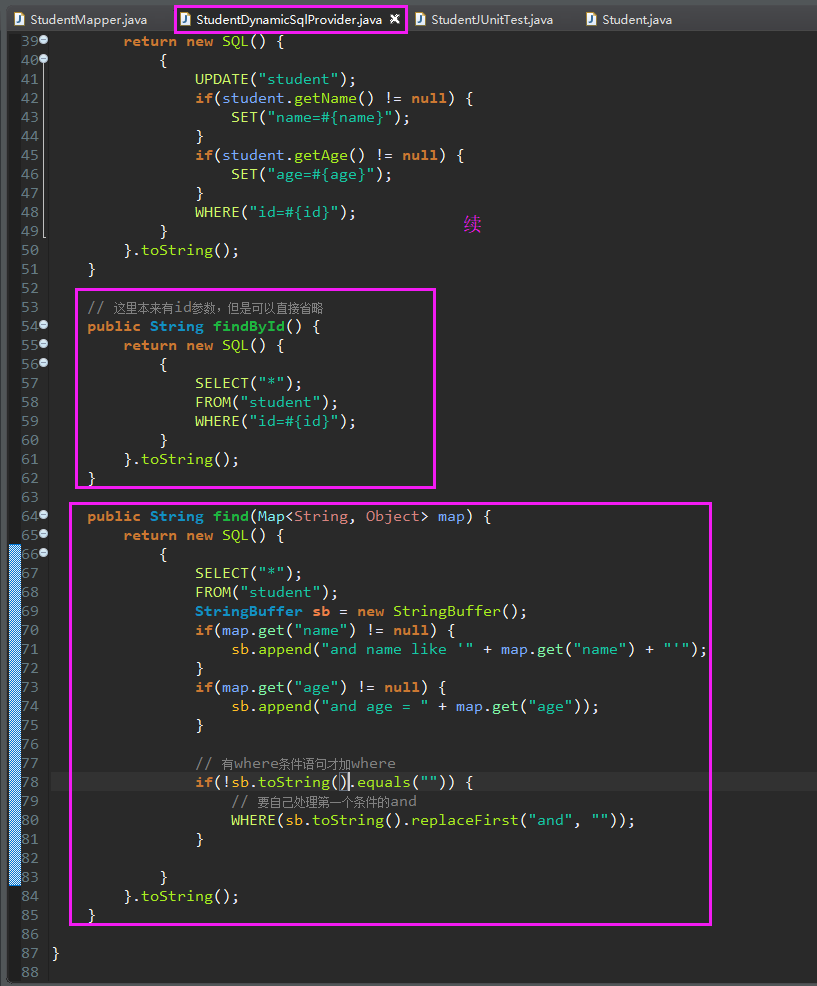 StudentMapper.java StudentDynamicSqlProvider.java StudentJUnitTest.java Student.java
39 return new SQL() {
40 {
41 UPDATE("student");
42 if(student.getName() != null) {
43 SET("name=#{name}");
44 }
45 if(student.getAge() != null) {
46 SET("age=#{age}");
47 }
48 WHERE("id=#{id}");
续
49 }
50 }.toString();
51 }
52
53 // 这里本来有id参数，但是可以直接省略
54 public String findById() {
55 return new SQL() {
56 {
57 SELECT("*");
58 FROM("student");
59 WHERE("id=#{id}");
60 }
61 }.toString();
62 }
63
64 public String find(Map<String, Object> map) {
65 return new SQL() {
66 {
67 SELECT("*");
68 FROM("student");
69 StringBuffer sb = new StringBuffer();
70 if(map.get("name") != null) {
71 sb.append("and name like '" + map.get("name") + "'");
72 }
73 if(map.get("age") != null) {
74 sb.append("and age = " + map.get("age"));
75 }
76
77 // 有where条件语句才加where
78 if(!sb.toString().equals("")) {
79 // 要自己处理第一个条件的and
80 WHERE(sb.toString().replaceFirst("and", ""));
81 }
82
83 }
84 }.toString();
85 }
86
87 }
88